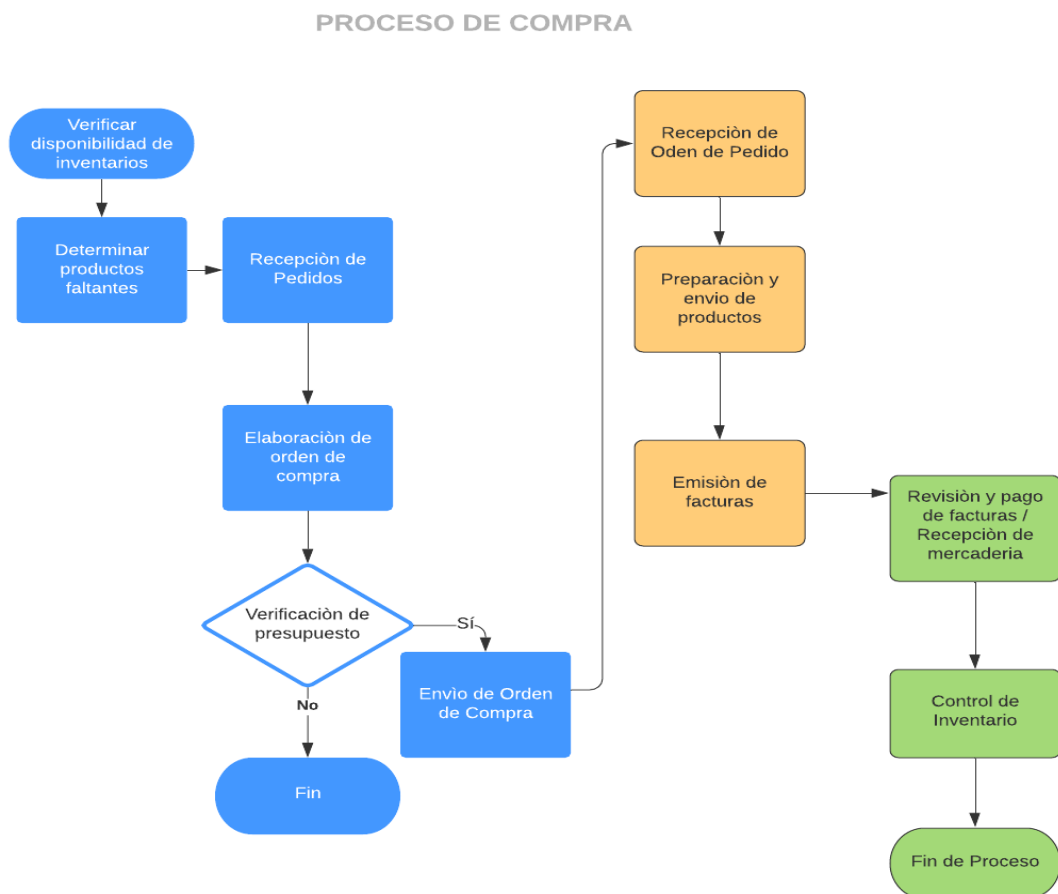 PROCESO DE COMPRA
Verificar
disponibilidad de
inventarios
Determinar
productos
faltantes
Recepciòn de
Pedidos
Elaboraciòn de
orden de
compra
Verificaciòn de
presupuesto
Sí
No
Envìo de Orden
de Compra
Fin
Recepciòn de
Oden de Pedido
Preparaciòn y
envio de
productos
Emisiòn de
facturas
Revisiòn y pago
de facturas /
Recepciòn de
mercaderia
Control de
Inventario
Fin de Proceso